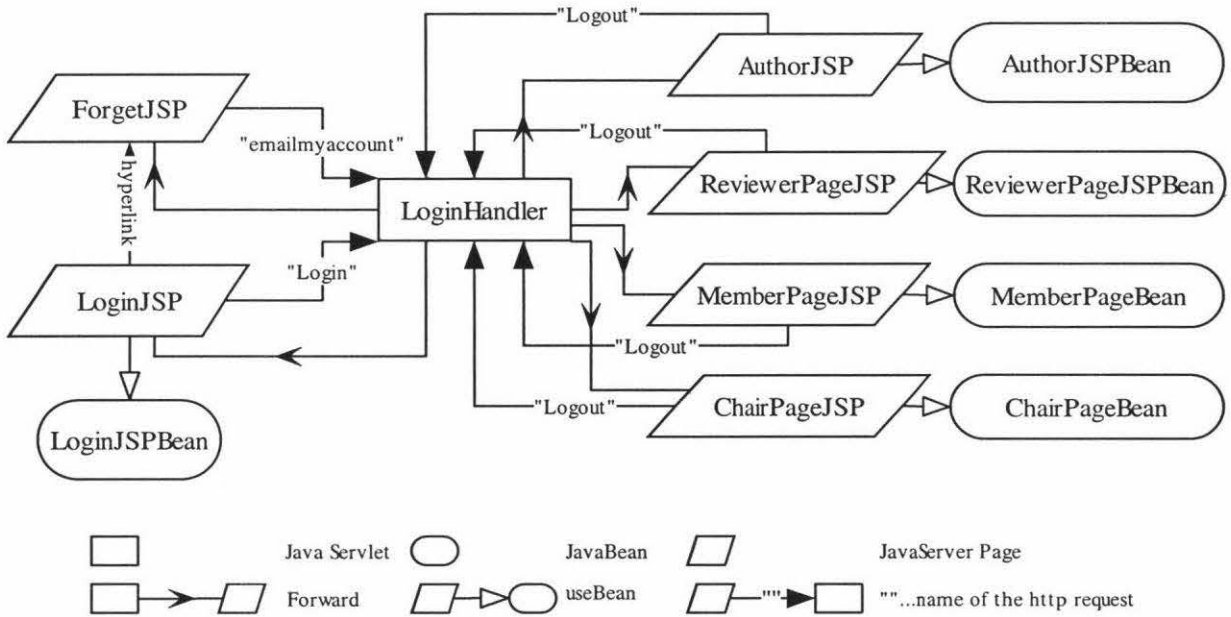 "Logout"
AuthorJSP
AuthorJSPBean
ForgetJSP
"emailmyaccount"
"Logout"
ReviewerPageJSP
ReviewerPageJSPBean
hyperlink
LoginHandler
"Login"
LoginJSP
MemberPageJSP
MemberPageBean
"Logout"
ChairPageJSP
ChairPageBean
"Logout"
LoginJSPBean
Java Servlet
JavaBean
JavaServer Page
Forward
useBean
""
""...name of the http request